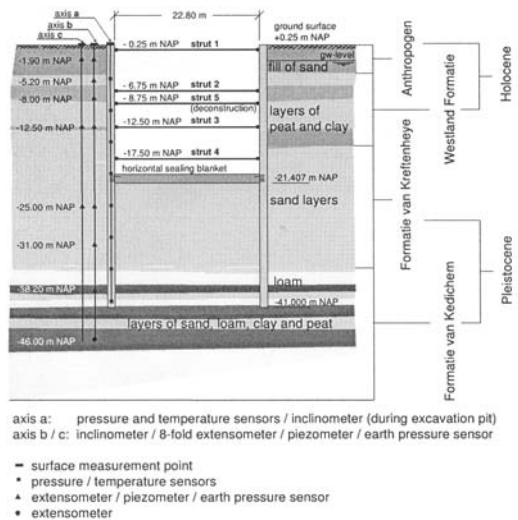 axis a
axis b
axis c
22.80 m
ground surface
+0.25 m NAP
- 0.25 m NAP strut 1
gw-level
-1.90 m NAP
fill of sand
-5.20 m NAP
- 6.75 m NAP strut 2
-8.00 m NAP
- 8.75 m NAP strut 5
(deconstruction)
layers of
peat and clay
-12.50 m NAP
-12.50 m NAP strut 3
-17.50 m NAP strut 4
horizontal sealing blanket
-21,407 m NAP
sand layers
-25.00 m NAP
-31.00 m NAP
loam
-38.20 m NAP
-41,000 m NAP
layers of sand, loam, clay and peat
-46.00 m NAP
Anthropogen
Westland Formatie
Holocene
Formatie van Kreftenheye
Pleistocene
Formatie van Kedichem
axis a: pressure and temperature sensors / inclinometer (during excavation pit)
axis b / c: inclinometer / 8-fold extensometer / piezometer / earth pressure sensor
surface measurement point
pressure / temperature sensors
extensometer / piezometer / earth pressure sensor
extensometer